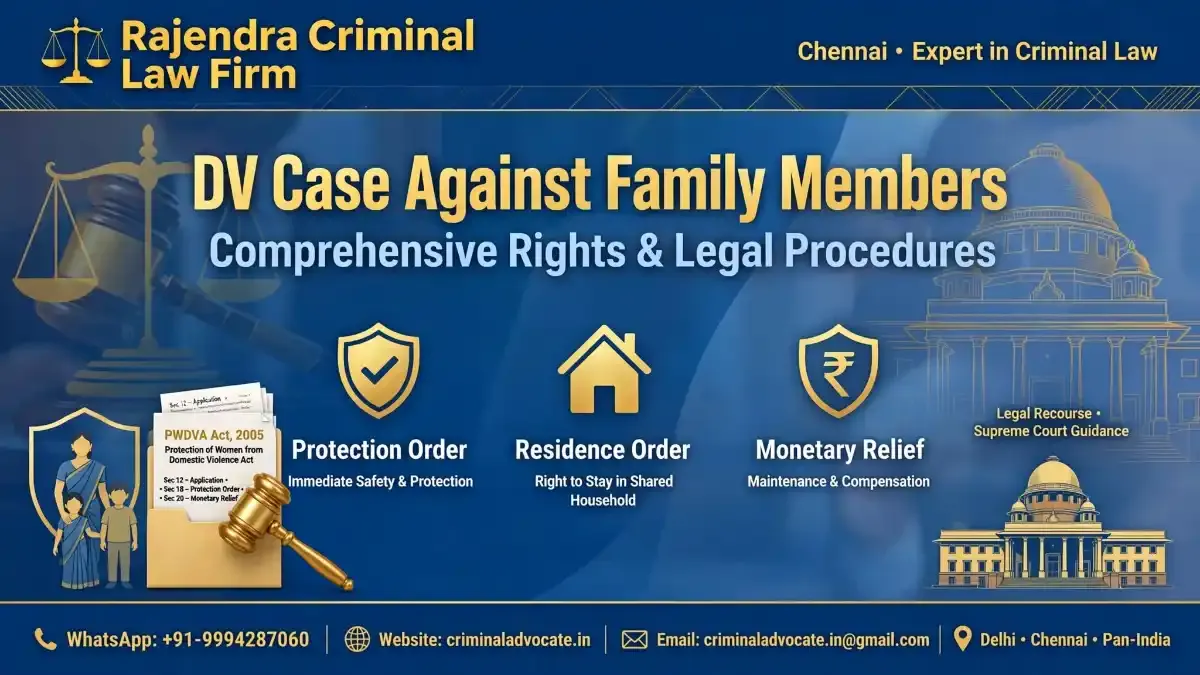 Rajendra Criminal
Law Firm
Chennai • Expert in Criminal Law
DV Case Against Family Members
Comprehensive Rights & Legal Procedures
Sec 12 – Application •
PWDVA Act, 2005
Protection of Women from
Domestic Violence Act
Sec 12 – Application •
• Sec 18 – Protection Order •
• Sec 20 – Monetary Relief
Protection Order
Immediate Safety & Protection
Residence Order
Right to Stay in Shared
Household
₹
Monetary Relief
Maintenance & Compensation
Legal Recourse •
Supreme Court Guidance
WhatsApp: +91-9994287060
Website: criminaladvocate.in
Email: criminaladvocate.in@gmail.com
Delhi • Chennai • Pan-India